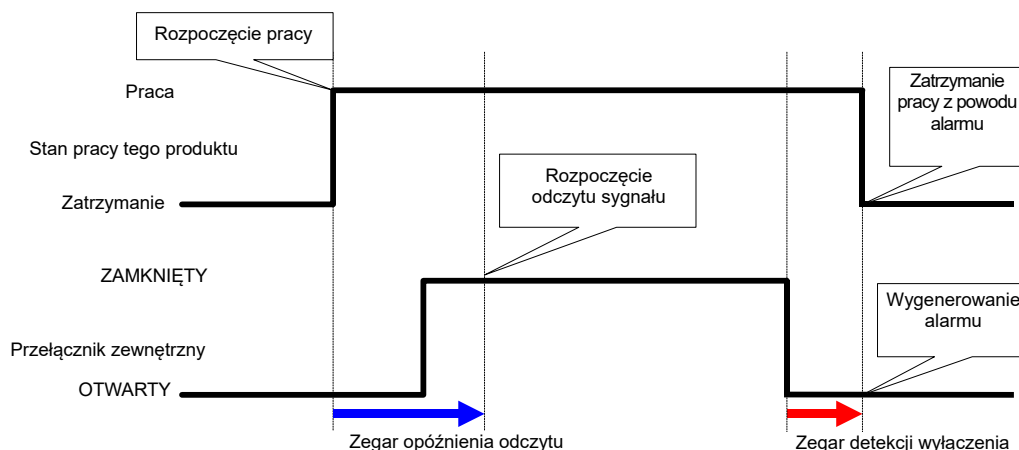 Rozpoczęcie pracy
Praca
Zatrzymanie
pracy z powodu
alarmu
Stan pracy tego produktu
Rozpoczęcie
odczytu sygnału
Zatrzymanie
ZAMKNIĘTY
Wygenerowanie
alarmu
Przełącznik zewnętrzny
OTWARTY
Zegar opóźnienia odczytu
Zegar detekcji wyłączenia